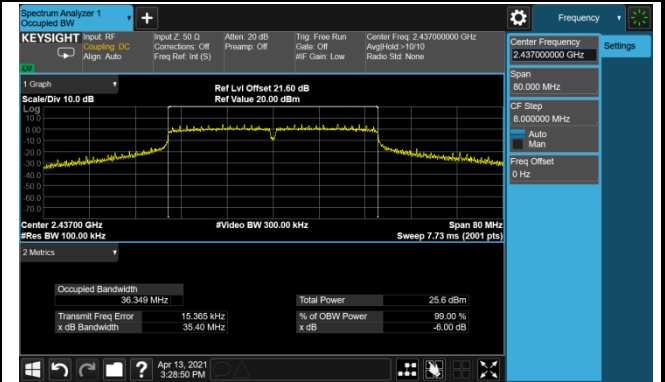 Spectrum Analyzer 1
Occupied BW
+
Frequency
KEYSIGHT Input: RF Input Z: 50 Ω Atten: 20 dB Trig: Free Run Center Freq: 2.437000000 GHz
Coupling: DC Corrections: Off Preamp: Off Gate: Off Avg|Hold:>10/10
Align: Auto Freq Ref: Int (S) #IF Gain: Low Radio Std: None
Center Frequency
2.437000000 GHz
Settings
Span
80.000 MHz
CF Step
8.000000 MHz
Auto
Man
Freq Offset
0 Hz
1 Graph
Ref Lvl Offset 21.60 dB
Scale/Div 10.0 dB Ref Value 20.00 dBm
Log
10.0
0.00
-10.0
-20.0
-30.0
-40.0
-50.0
-60.0
-70.0
Center 2.43700 GHz #Video BW 300.00 kHz Span 80 MHz
#Res BW 100.00 kHz Sweep 7.73 ms (2001 pts)
2 Metrics
Occupied Bandwidth
36.349 MHz Total Power 25.6 dBm
Transmit Freq Error 15.365 kHz % of OBW Power 99.00 %
x dB Bandwidth 35.40 MHz x dB -6.00 dB
?
Apr 13, 2021
3:28:50 PM